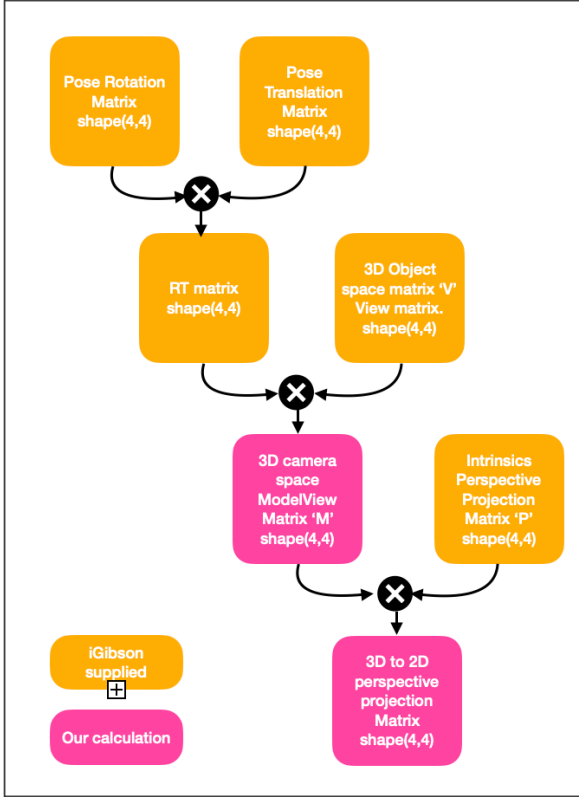 Pose Rotation
Matrix
shape(4,4)
Pose
Translation
Matrix
shape(4,4)
RT matrix
shape(4,4)
3D Object
space matrix ‘V’
View matrix.
shape(4,4)
3D camera
space
ModelView
Matrix ‘M’
shape(4,4)
Intrinsics
Perspective
Projection
Matrix ‘P’
shape(4,4)
3D to 2D
perspective
projection
Matrix
shape(4,4)
iGibson
supplied
Our calculation